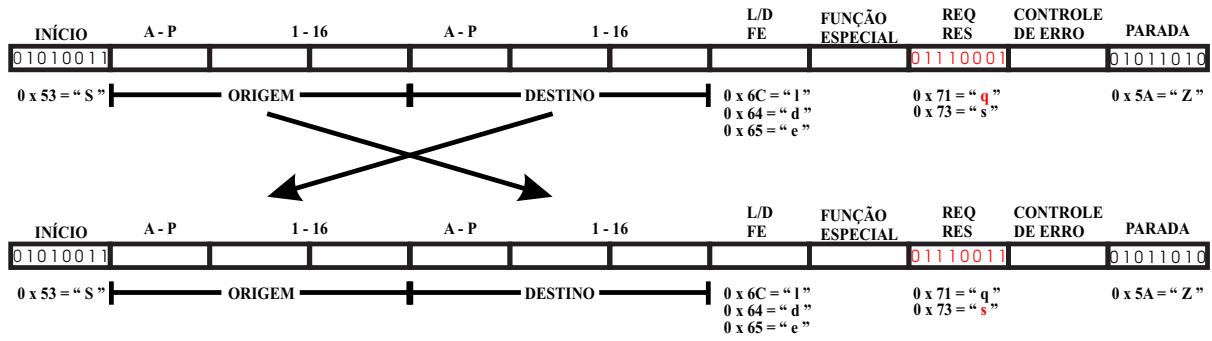 INÍCIO A - P 1 - 16 A - P 1 - 16 L/D FE FUNÇÃO ESPECIAL REQ RES CONTROLE DE ERRO PARADA
01010011 01110001 01011010
0 x 53 = “ S ” ORIGEM DESTINO 0 x 6C = “ l ” 0 x 71 = “ q ” 0 x 5A = “ Z ”
0 x 64 = “ d ” 0 x 73 = “ s ”
0 x 65 = “ e ”
INÍCIO A - P 1 - 16 A - P 1 - 16 L/D FE FUNÇÃO ESPECIAL REQ RES CONTROLE DE ERRO PARADA
01010011 01110011 01011010
0 x 53 = “ S ” ORIGEM DESTINO 0 x 6C = “ l ” 0 x 71 = “ q ” 0 x 5A = “ Z ”
0 x 64 = “ d ” 0 x 73 = “ s ”
0 x 65 = “ e ”